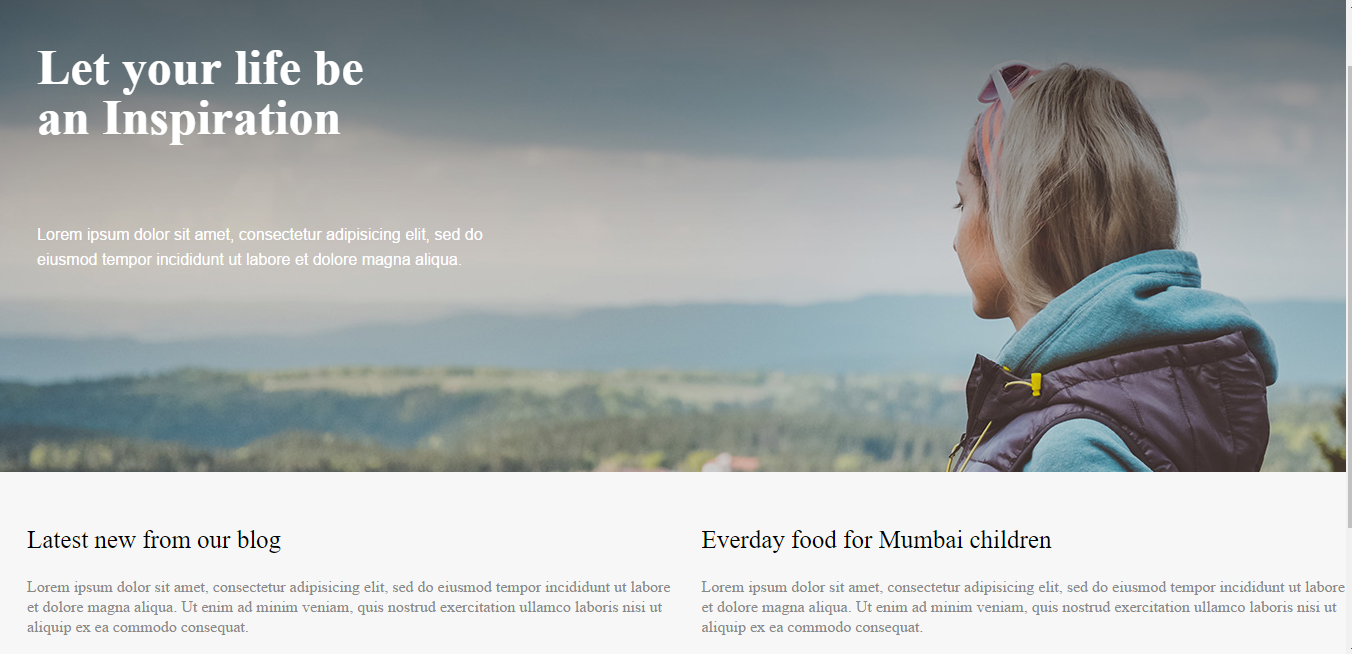 Let your life be
an Inspiration
Lorem ipsum dolor sit amet, consectetur adipisicing elit, sed do
eiusmod tempor incididunt ut labore et dolore magna aliqua.
Latest new from our blog
Lorem ipsum dolor sit amet, consectetur adipisicing elit, sed do eiusmod tempor incididunt ut labore
et dolore magna aliqua. Ut enim ad minim veniam, quis nostrud exercitation ullamco laboris nisi ut
aliquip ex ea commodo consequat.
Everday food for Mumbai children
Lorem ipsum dolor sit amet, consectetur adipisicing elit, sed do eiusmod tempor incididunt ut labore
et dolore magna aliqua. Ut enim ad minim veniam, quis nostrud exercitation ullamco laboris nisi ut
aliquip ex ea commodo consequat.